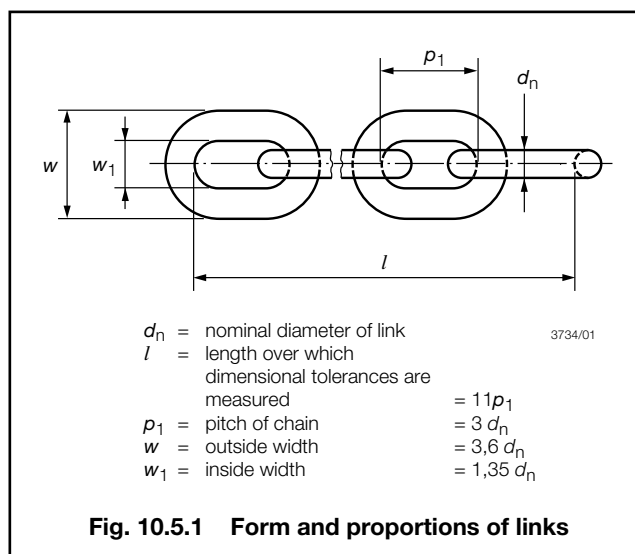 p1
dn
w
w1
l
dn = nominal diameter of link
3734/01
l = length over which
dimensional tolerances are
measured = 11p1
p1 = pitch of chain = 3 dn
w = outside width = 3,6 dn
w1 = inside width = 1,35 dn
Fig. 10.5.1 Form and proportions of links